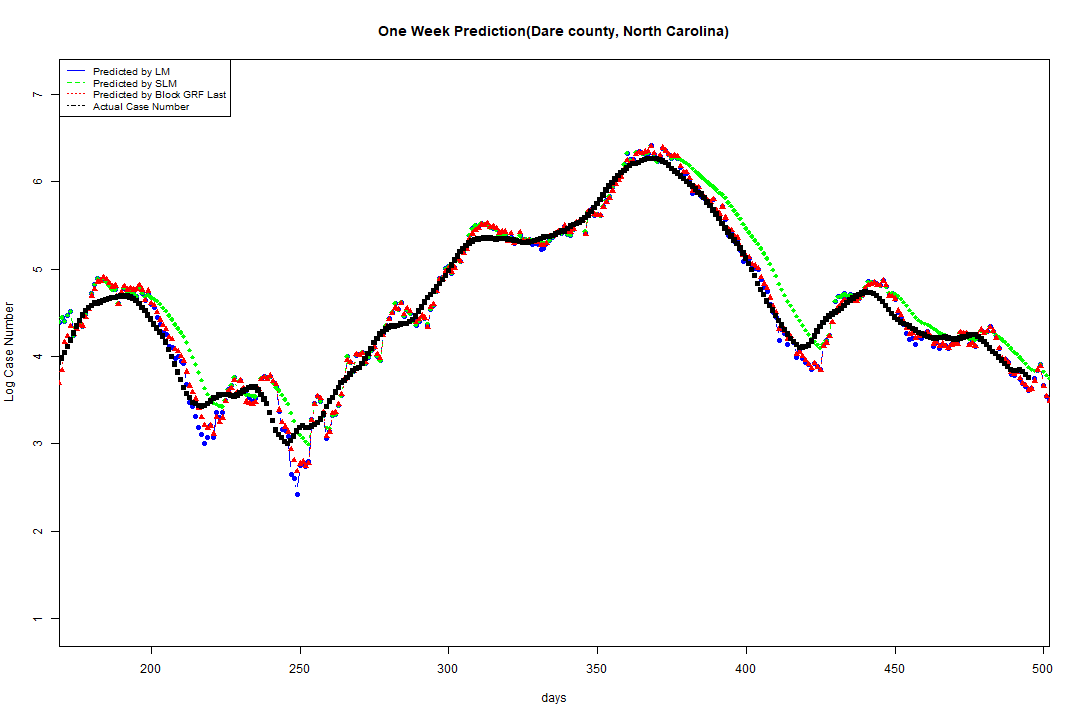 One Week Prediction(Dare county, North Carolina)
Predicted by LM
Predicted by SLM
Predicted by Block GRF Last
Actual Case Number
7
6
5
4
3
2
1
Log Case Number
200 250 300 350 400 450 500
days